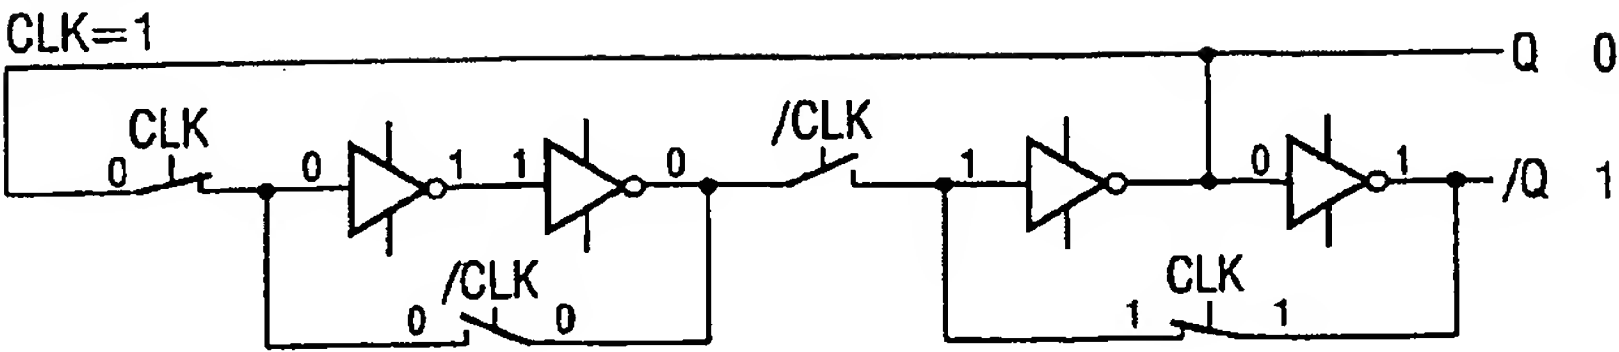 CLK=1
Q 0
CLK
/CLK
0 0 1 1 0 1 0 1
/Q 1
/CLK
CLK
0 0 1 1